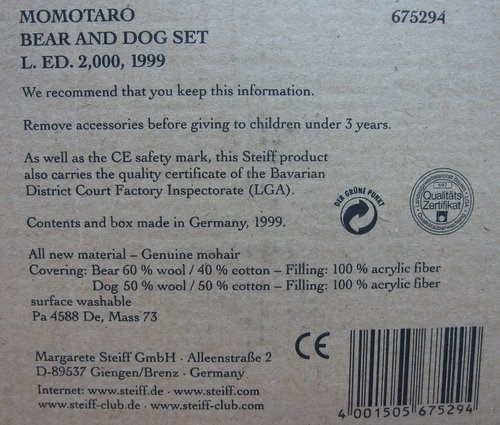 MOMOTARO 675294
BEAR AND DOG SET
L. ED. 2,000, 1999
We recommend that you keep this information.
Remove accessories before giving to children under 3 years.
As well as the CE safety mark, this Steiff product
also carries the quality certificate of the Bavarian
District Court Factory Inspectorate (LGA).
DER GRÜNE PUNKT
Qualitäts
Zertifikat
Contents and box made in Germany, 1999.
All new material – Genuine mohair
Covering: Bear 60 % wool / 40 % cotton – Filling: 100 % acrylic fiber
Dog 50 % wool / 50 % cotton – Filling: 100 % acrylic fiber
surface washable
Pa 4588 De, Mass 73
CE
Margarete Steiff GmbH · Alleenstraße 2
D-89537 Giengen/Brenz · Germany
Internet: www.steiff.de · www.steiff.com
www.steiff-club.de · www.steiff-club.com
4 001505 675294